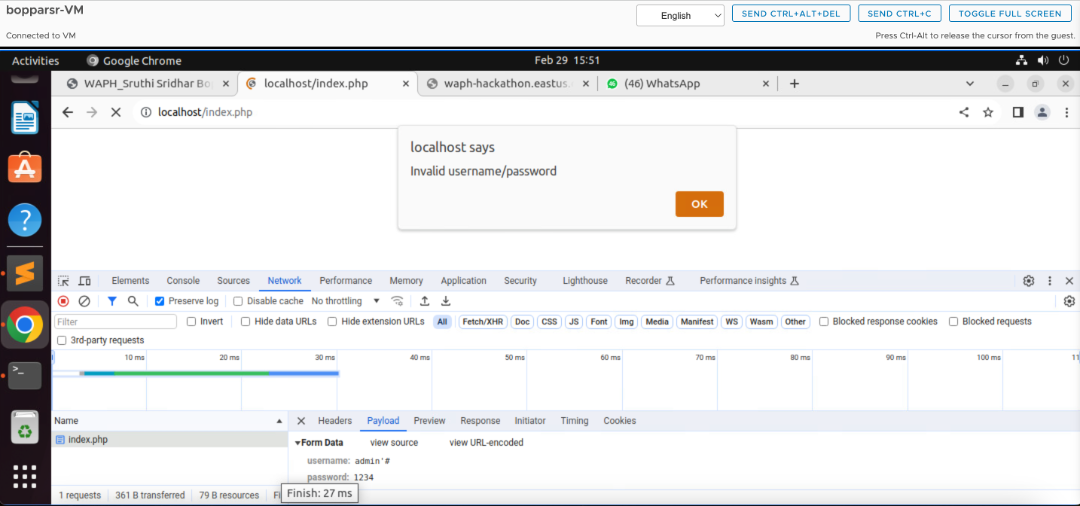 bopparsr-VM
English
SEND CTRL+ALT+DEL
SEND CTRL+C
TOGGLE FULL SCREEN
Connected to VM
Press Ctrl-Alt to release the cursor from the guest.
Activities
Google Chrome
Feb 29 15:51
WAPH_Sruthi Sridhar Bo
localhost/index.php
waph-hackathon.eastus.
(46) WhatsApp
localhost/index.php
localhost says
Invalid username/password
OK
Elements Console Sources Network Performance Memory Application Security Lighthouse Recorder Performance insights
Preserve log Disable cache No throttling
Filter Invert Hide data URLs Hide extension URLs All Fetch/XHR Doc CSS JS Font Img Media Manifest WS Wasm Other Blocked response cookies Blocked requests
3rd-party requests
10 ms 20 ms 30 ms 40 ms 50 ms 60 ms 70 ms 80 ms 90 ms 100 ms 11
Name
Headers Payload Preview Response Initiator Timing Cookies
index.php
Form Data view source view URL-encoded
username: admin'#
password: 1234
1 requests 361 B transferred 79 B resources Fi
Finish: 27 ms